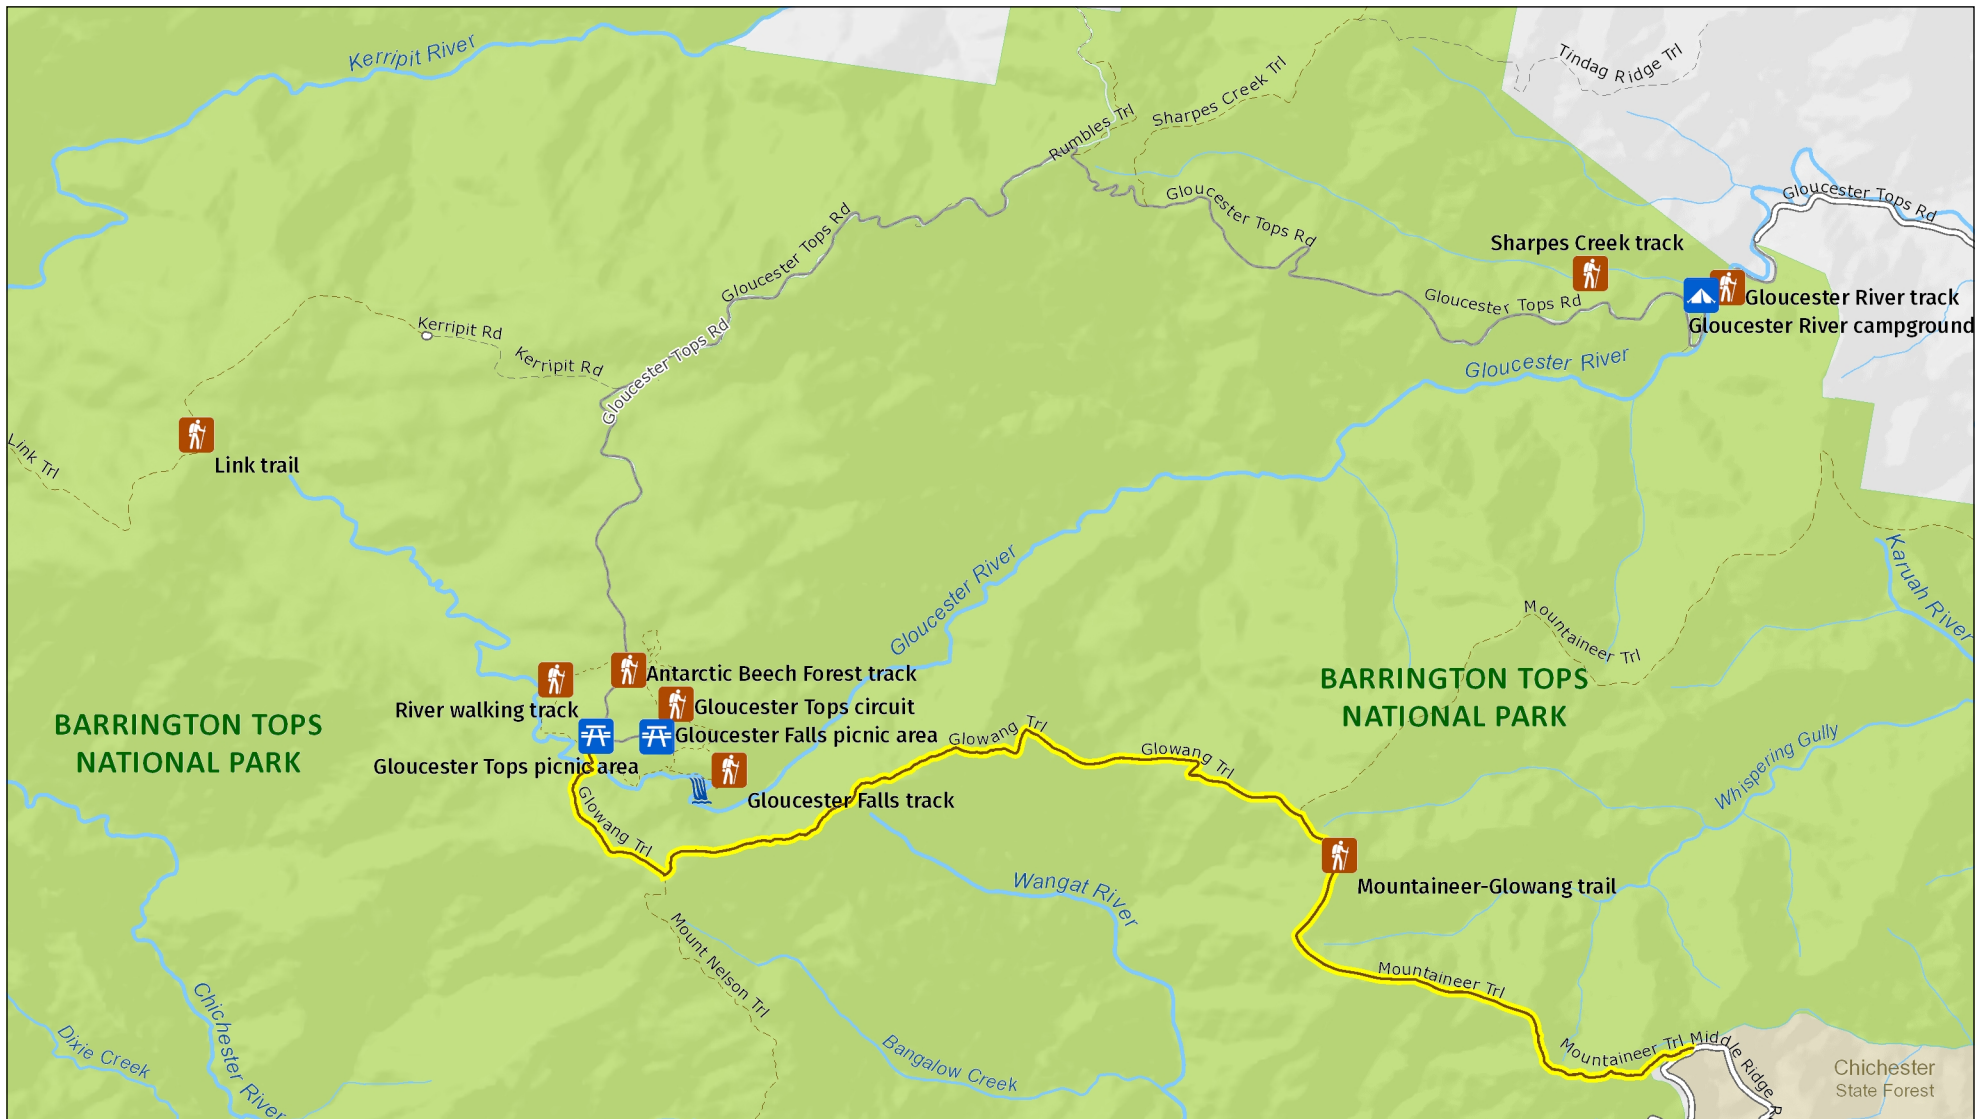 Kerripit River
Tindag Ridge Trl
Sharpes Creek Trl
Rumbles Trl
Gloucester Tops Rd
Gloucester Tops Rd
Gloucester Tops Rd
Sharpes Creek track
Gloucester River track
Gloucester River campground
Gloucester Tops Rd
Gloucester Tops Rd
Kerripit Rd
Kerripit Rd
Gloucester River
Link Trl
Link trail
Gloucester River
Karuah River
Mountaineer Trl
Antarctic Beech Forest track
River walking track
Gloucester Tops circuit
Gloucester Falls picnic area
Gloucester Tops picnic area
BARRINGTON TOPS
NATIONAL PARK
BARRINGTON TOPS
NATIONAL PARK
Glowang Trl
Glowang Trl
Whispering Gully
Gloucester Falls track
Glowang Trl
Mountaineer-Glowang trail
Wangat River
Mount Nelson Trl
Mountaineer Trl
Chichester River
Dixie Creek
Bangalow Creek
Mountaineer Trl
Middle Ridge R
Chichester
State Forest